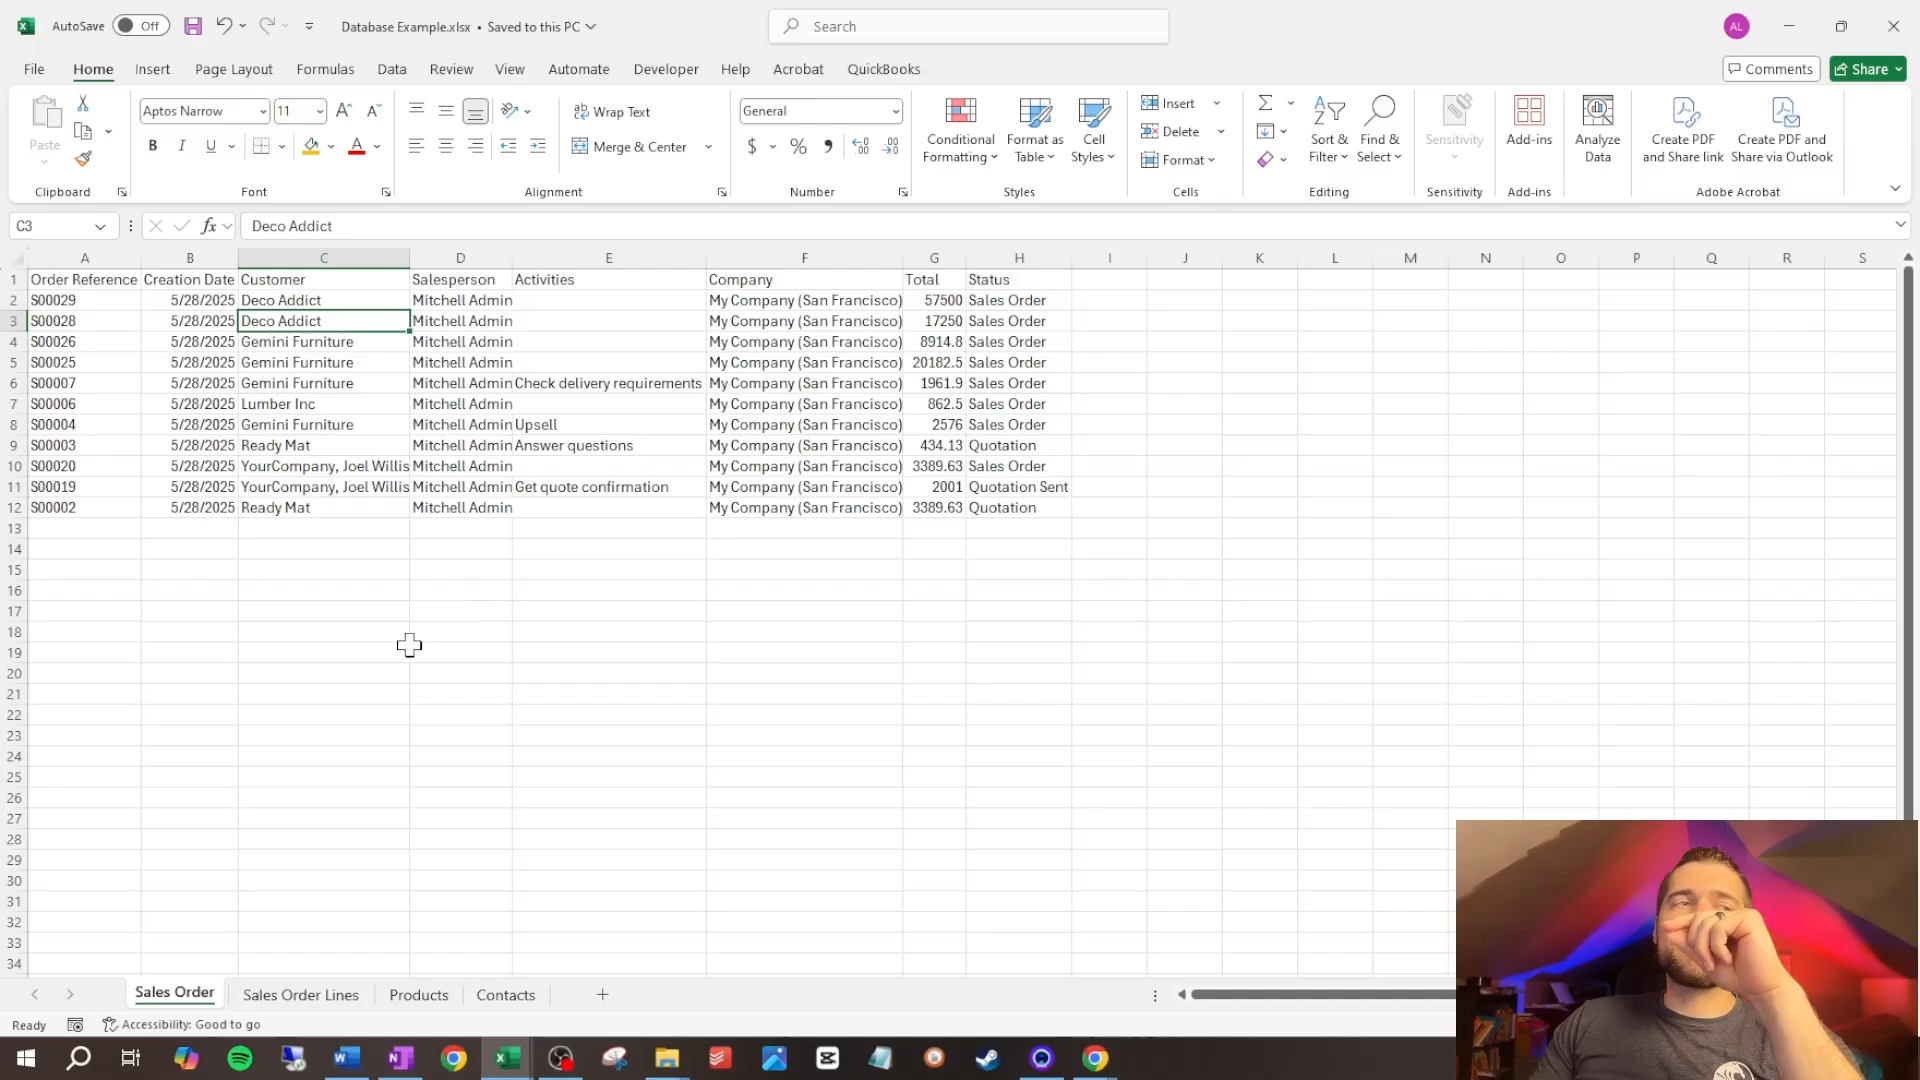 AutoSave Off Database Example.xlsx • Saved to this PC Search AL
File Home Insert Page Layout Formulas Data Review View Automate Developer Help Acrobat QuickBooks Comments Share
Paste
Clipboard
Aptos Narrow 11
B I U A
Font
Wrap Text
Merge & Center
Alignment
General
$ % ,
Number
Conditional Formatting
Format as Table
Cell Styles
Styles
Insert
Delete
Format
Cells
Sort & Filter
Find & Select
Editing
Sensitivity
Sensitivity
Add-ins
Add-ins
Analyze Data
Create PDF and Share link
Create PDF and Share via Outlook
Adobe Acrobat
C3 fx Deco Addict
A B C D E F G H I J K L M N O P Q R S
1 Order Reference Creation Date Customer Salesperson Activities Company Total Status
2 S00029 5/28/2025 Deco Addict Mitchell Admin My Company (San Francisco) 57500 Sales Order
3 S00028 5/28/2025 Deco Addict Mitchell Admin My Company (San Francisco) 17250 Sales Order
4 S00026 5/28/2025 Gemini Furniture Mitchell Admin My Company (San Francisco) 8914.8 Sales Order
5 S00025 5/28/2025 Gemini Furniture Mitchell Admin My Company (San Francisco) 20182.5 Sales Order
6 S00007 5/28/2025 Gemini Furniture Mitchell Admin Check delivery requirements My Company (San Francisco) 1961.9 Sales Order
7 S00006 5/28/2025 Lumber Inc Mitchell Admin My Company (San Francisco) 862.5 Sales Order
8 S00004 5/28/2025 Gemini Furniture Mitchell Admin Upsell My Company (San Francisco) 2576 Sales Order
9 S00003 5/28/2025 Ready Mat Mitchell Admin Answer questions My Company (San Francisco) 434.13 Quotation
10 S00020 5/28/2025 YourCompany, Joel Willis Mitchell Admin My Company (San Francisco) 3389.63 Sales Order
11 S00019 5/28/2025 YourCompany, Joel Willis Mitchell Admin Get quote confirmation My Company (San Francisco) 2001 Quotation Sent
12 S00002 5/28/2025 Ready Mat Mitchell Admin My Company (San Francisco) 3389.63 Quotation
13
14
15
16
17
18
19
20
21
22
23
24
25
26
27
28
29
30
31
32
33
34
Sales Order Sales Order Lines Products Contacts
Ready Accessibility: Good to go